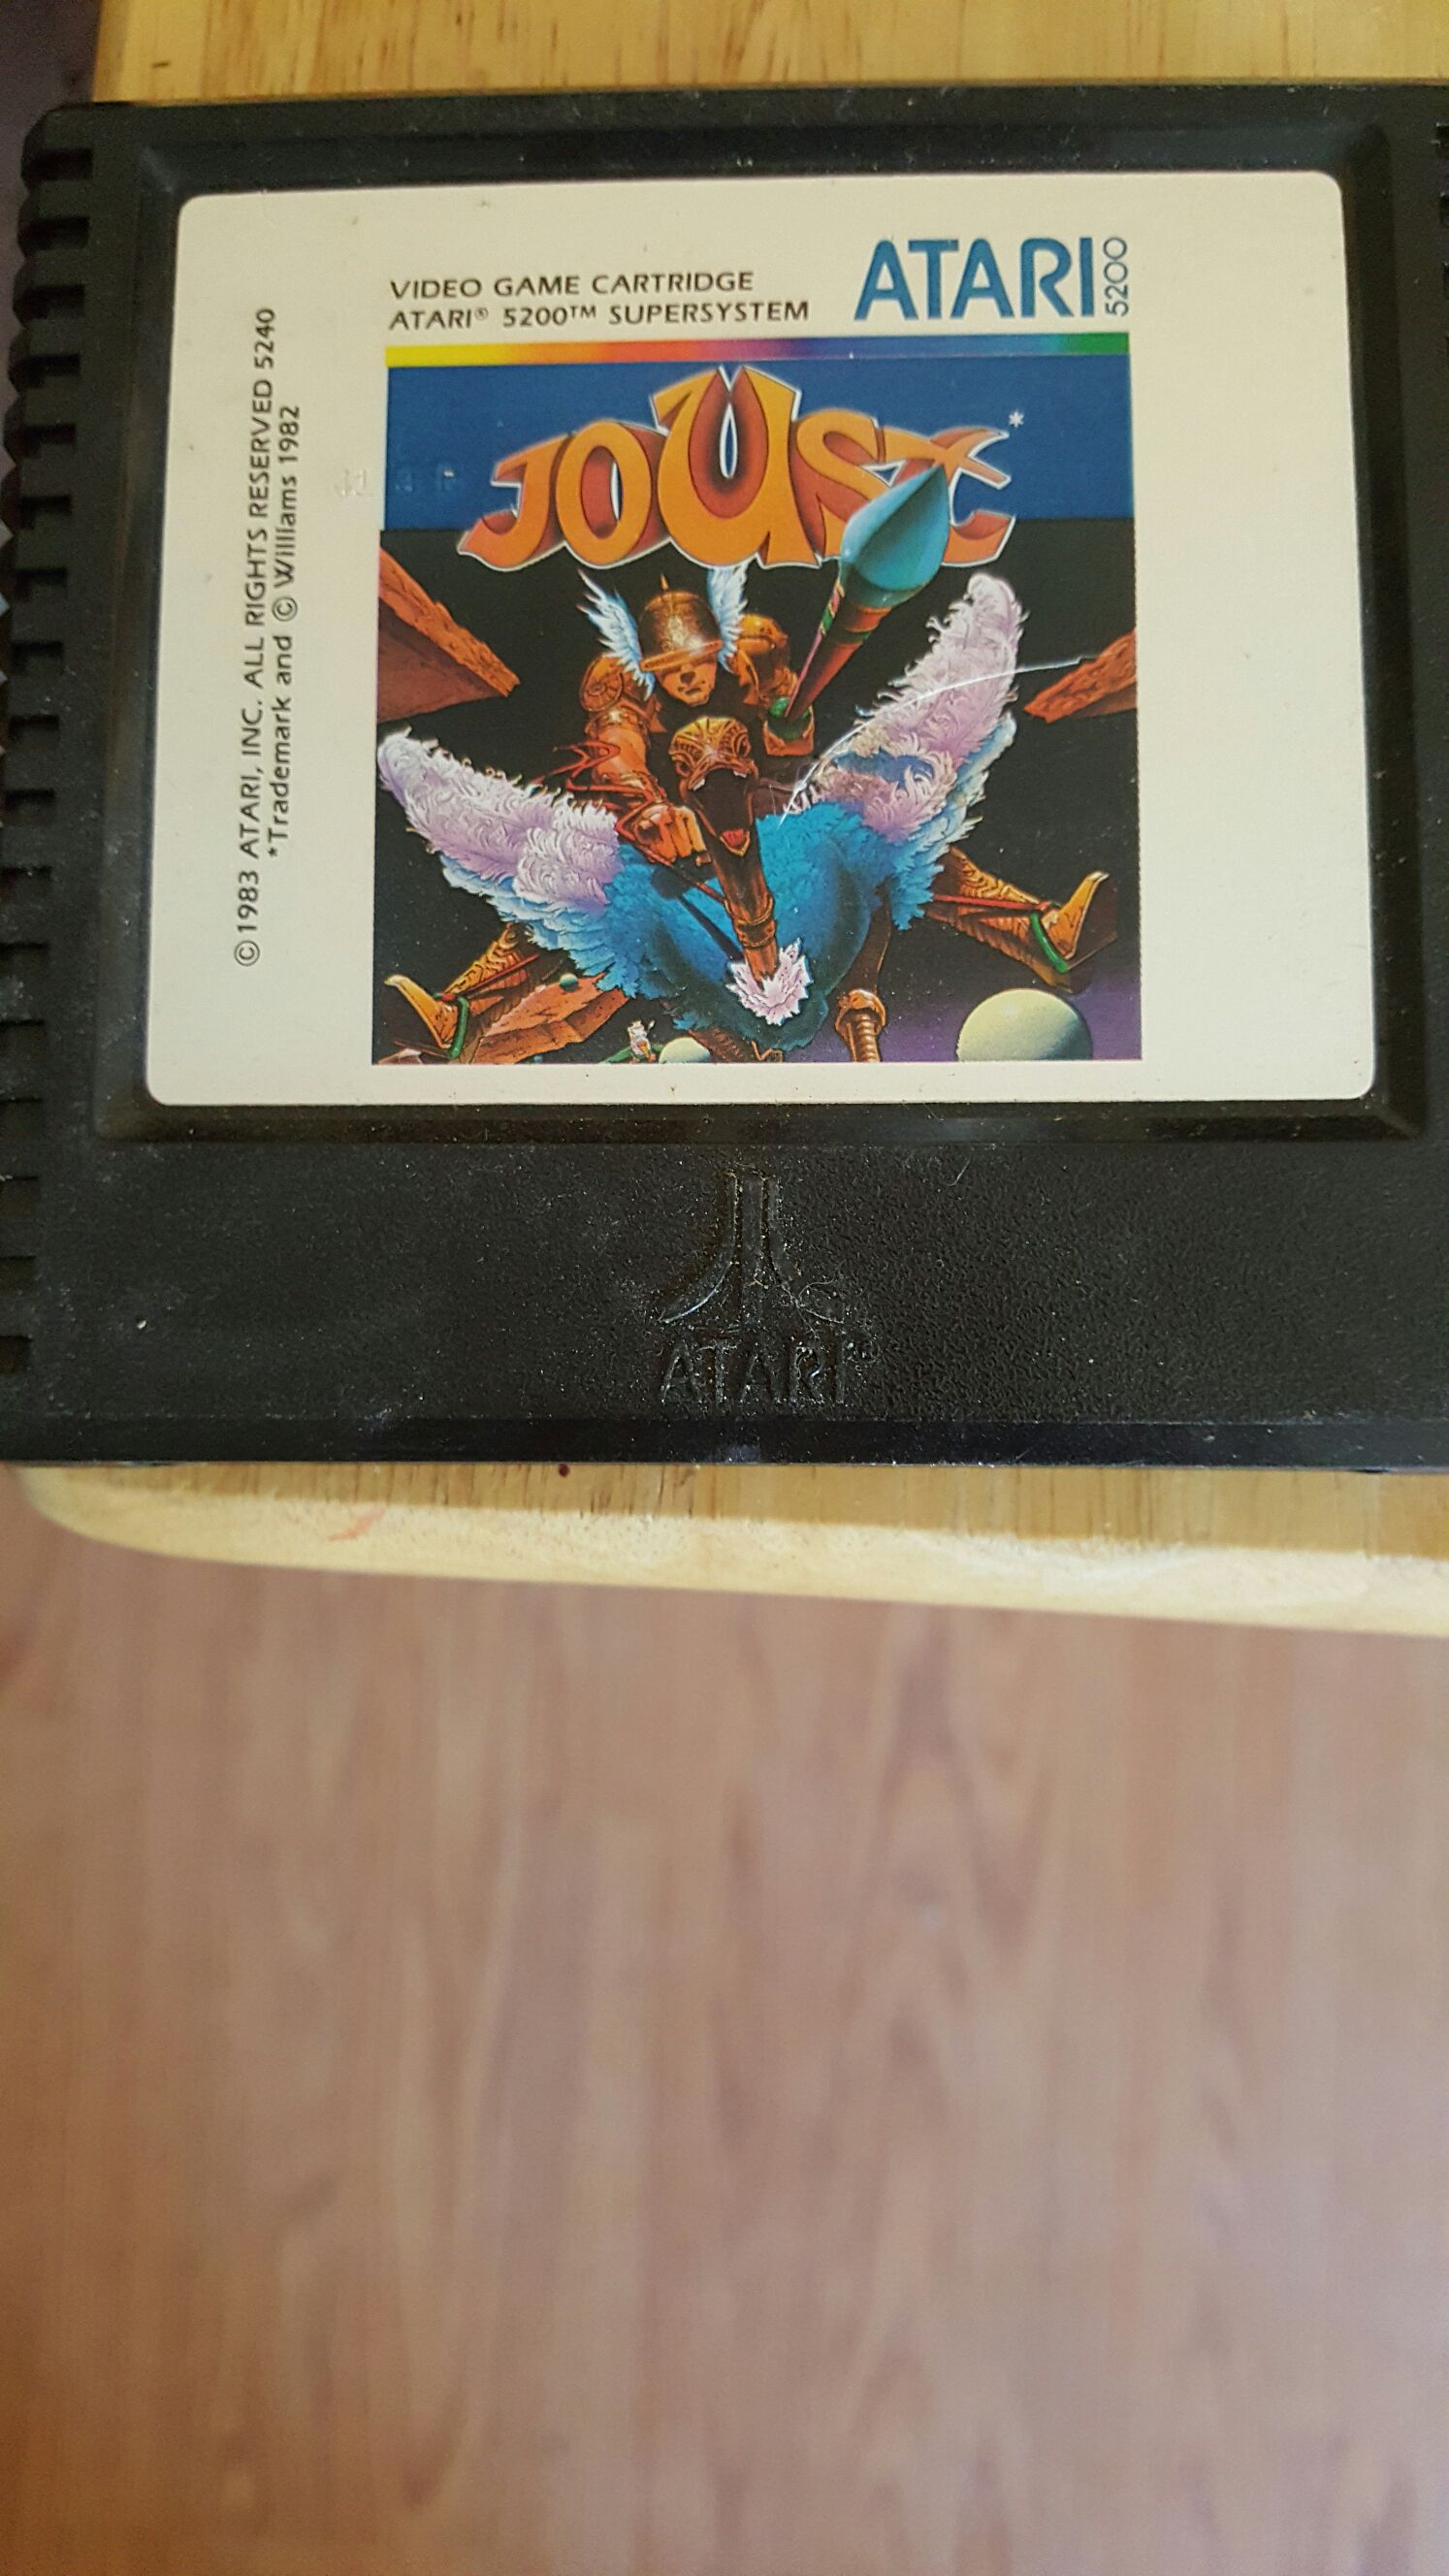 VIDEO GAME CARTRIDGE
ATARI® 5200™ SUPERSYSTEM
ATARI 5200
JOUST*
©1983 ATARI, INC. ALL RIGHTS RESERVED 5240
*Trademark and © Williams 1982
ATARI®